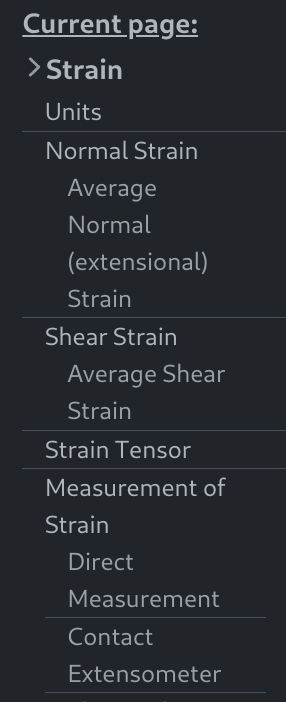 Current page:
Strain
Units
Normal Strain
Average
Normal
(extensional)
Strain
Shear Strain
Average Shear
Strain
Strain Tensor
Measurement of
Strain
Direct
Measurement
Contact
Extensometer